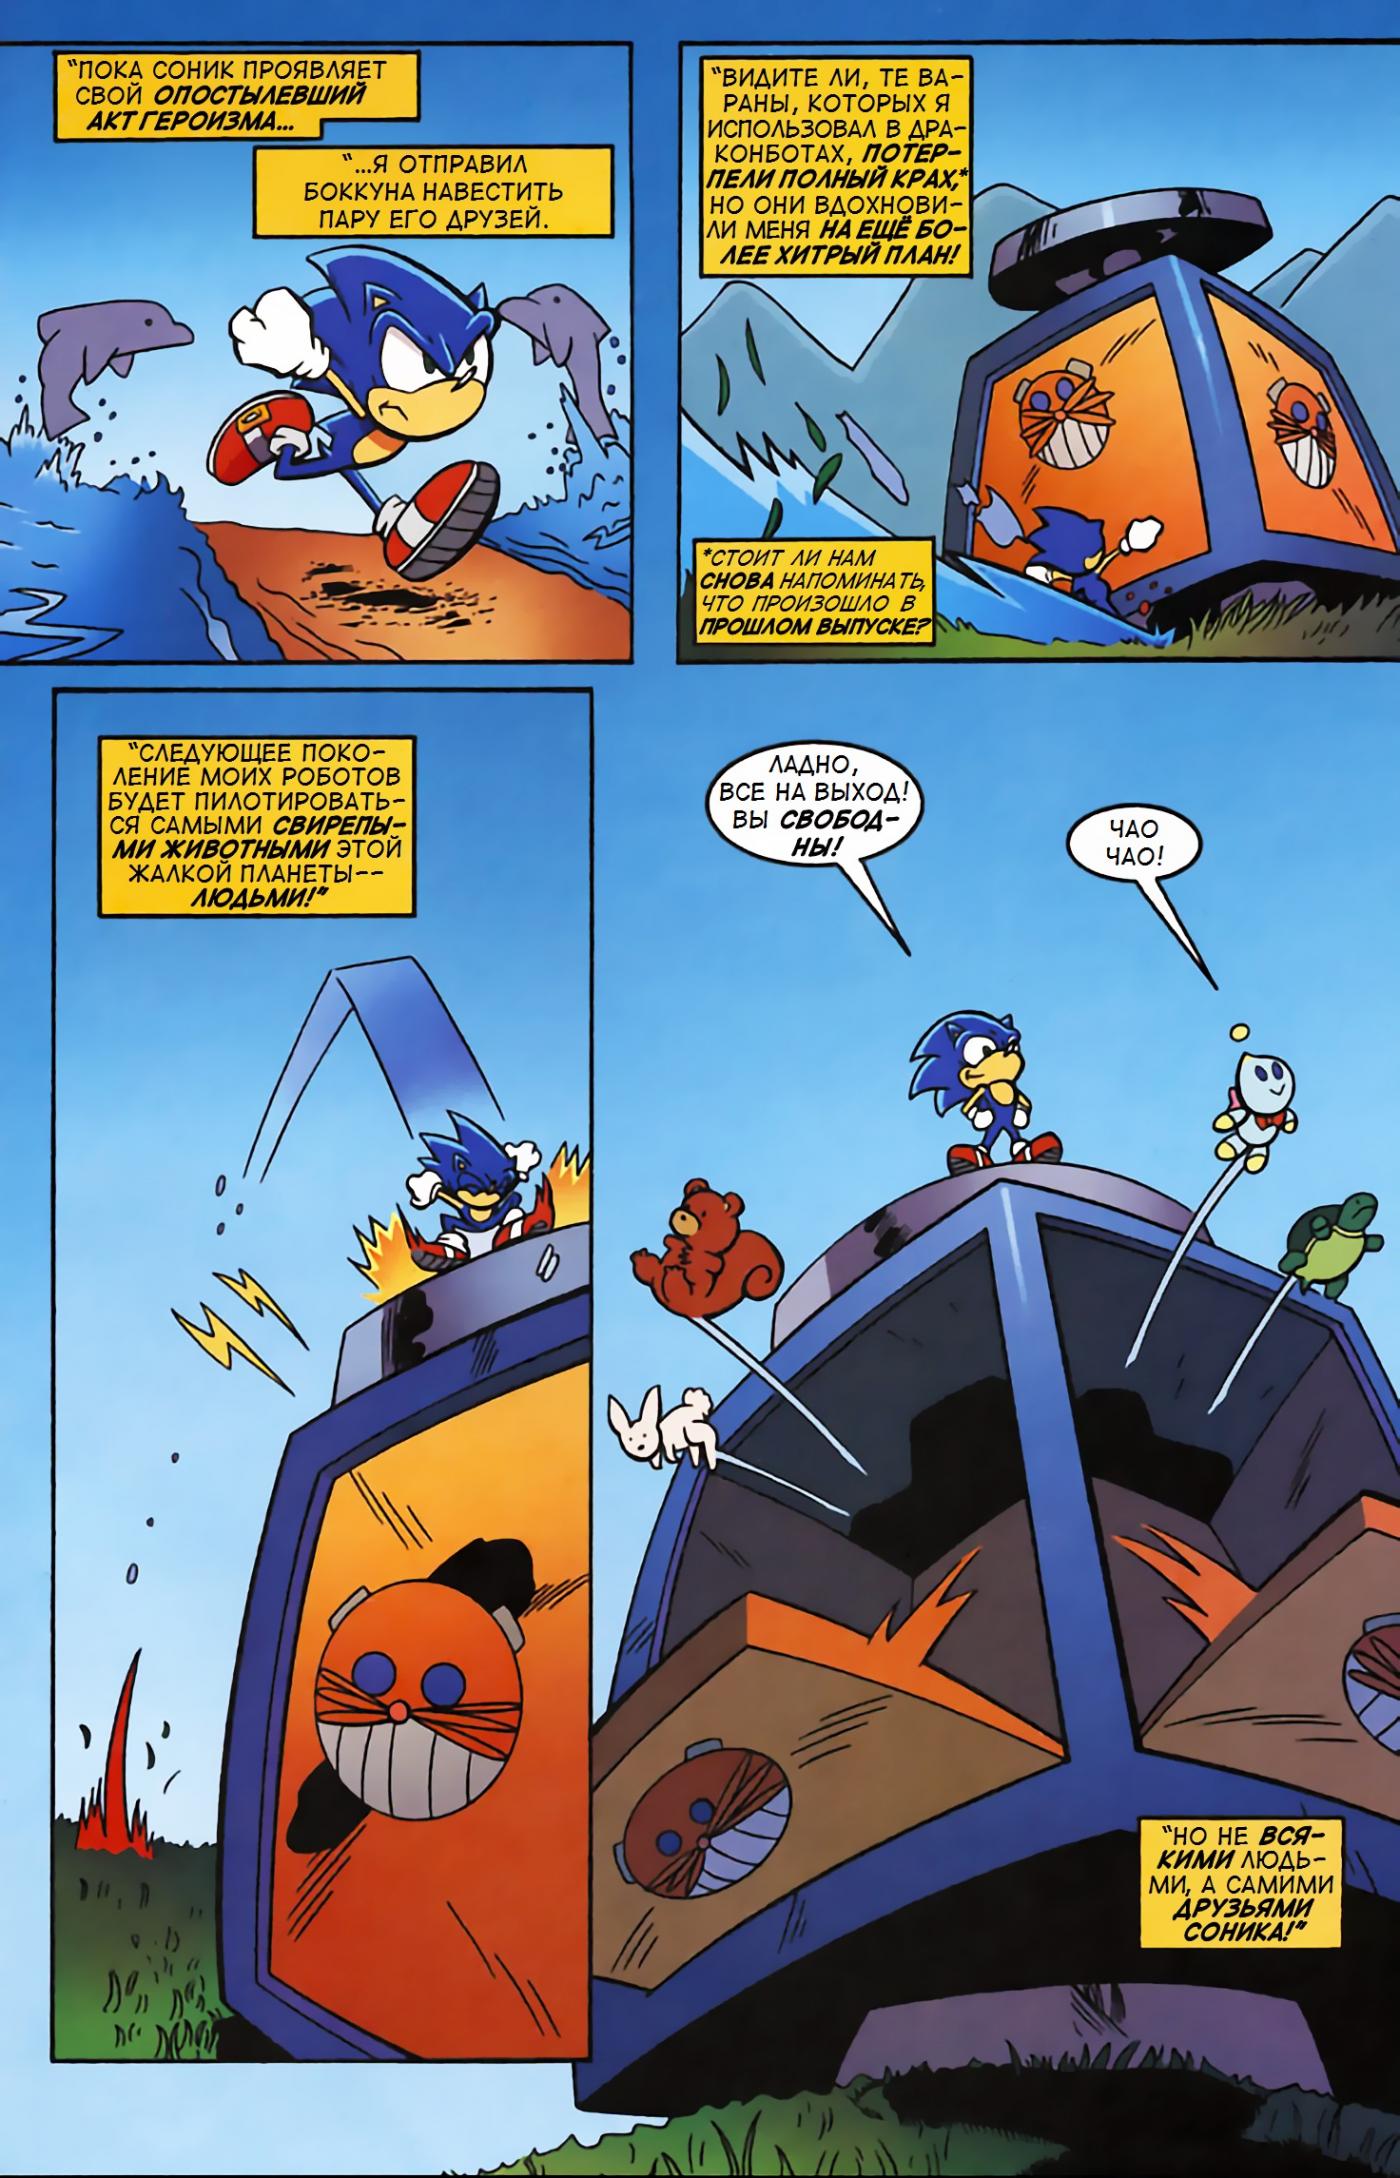 "ПОКА СОНИК ПРОЯВЛЯЕТ
СВОЙ ОПОСТЫЛЕВШИЙ
АКТ ГЕРОИЗМА...
"...Я ОТПРАВИЛ
БОККУНА НАВЕСТИТЬ
ПАРУ ЕГО ДРУЗЕЙ.
"ВИДИТЕ ЛИ, ТЕ ВА-
РАНЫ, КОТОРЫХ Я
ИСПОЛЬЗОВАЛ В ДРА-
КОНБОТАХ, ПОТЕР-
ПЕЛИ ПОЛНЫЙ КРАХ,*
НО ОНИ ВДОХНОВИ-
ЛИ МЕНЯ НА ЕЩЁ БО-
ЛЕЕ ХИТРЫЙ ПЛАН!
*СТОИТ ЛИ НАМ
СНОВА НАПОМИНАТЬ,
ЧТО ПРОИЗОШЛО В
ПРОШЛОМ ВЫПУСКЕ?
"СЛЕДУЮЩЕЕ ПОКО-
ЛЕНИЕ МОИХ РОБОТОВ
БУДЕТ ПИЛОТИРОВАТЬ-
СЯ САМЫМИ СВИРЕПЫ-
МИ ЖИВОТНЫМИ ЭТОЙ
ЖАЛКОЙ ПЛАНЕТЫ--
ЛЮДЬМИ!"
ЛАДНО,
ВСЕ НА ВЫХОД!
ВЫ СВОБОД-
НЫ!
ЧАО
ЧАО!
"НО НЕ ВСЯ-
КИМИ ЛЮДЬ-
МИ, А САМИМИ
ДРУЗЬЯМИ
СОНИКА!"